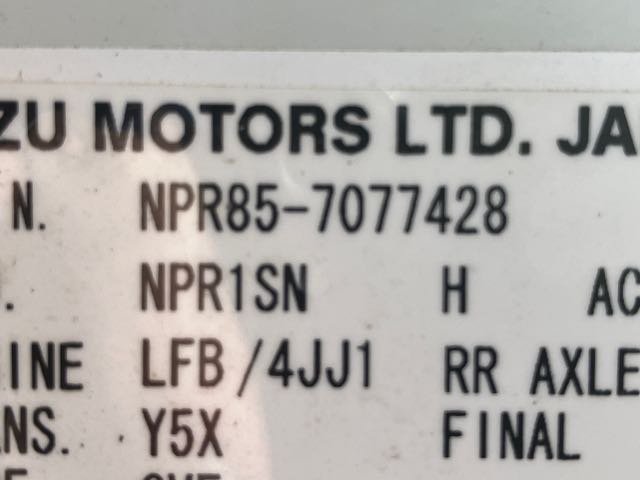 ZU MOTORS LTD. JA
N. NPR85-7077428
. NPR1SN H AC
INE LFB/4JJ1 RR AXLE
NS. Y5X FINAL